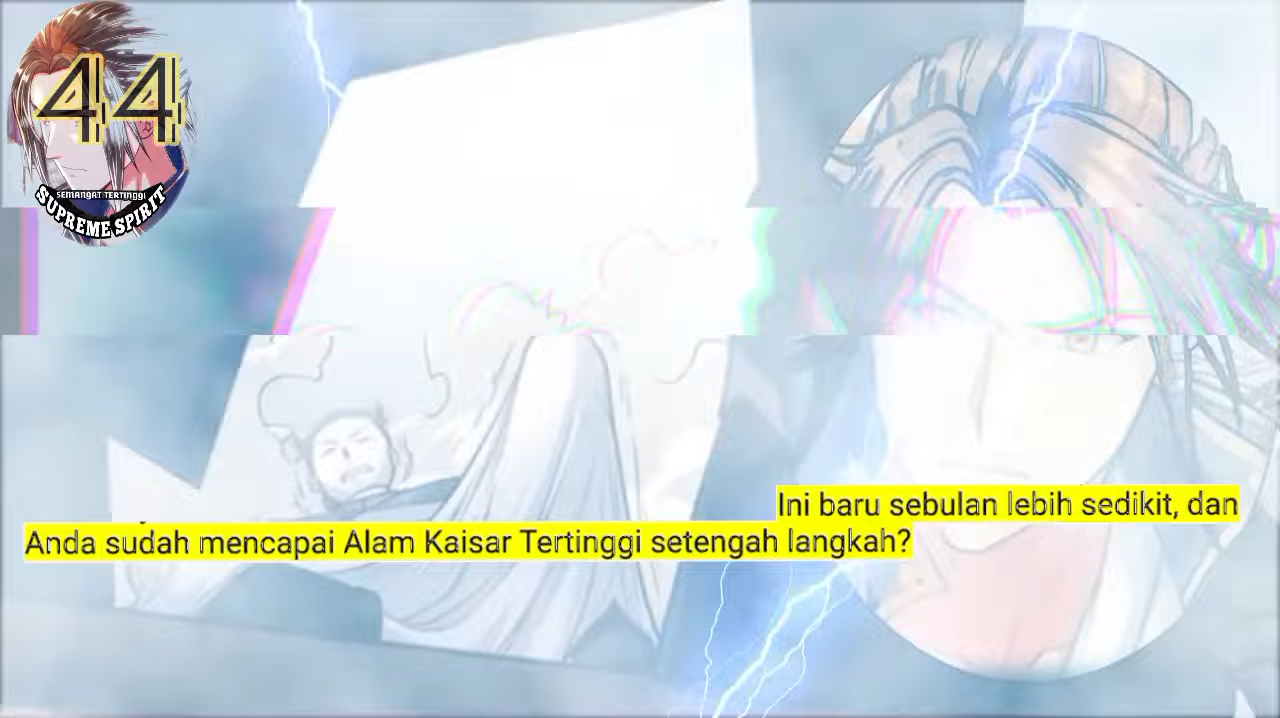 44
SEMANGAT TERTINGGI
SUPREME SPIRIT
Ini baru sebulan lebih sedikit, dan
Anda sudah mencapai Alam Kaisar Tertinggi setengah langkah?